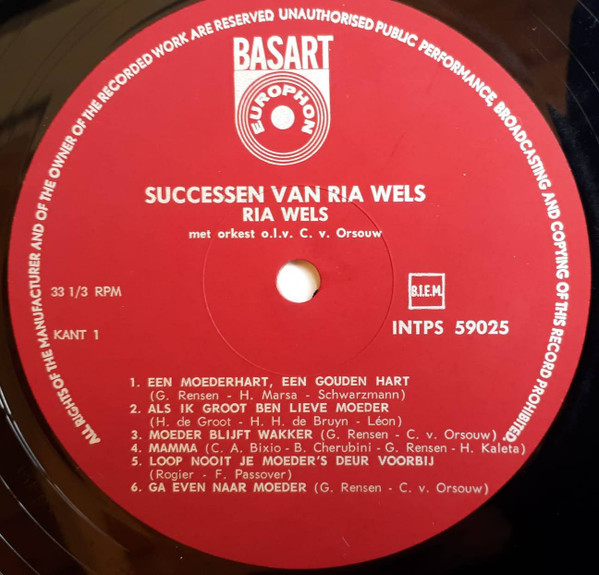 ALL RIGHTS OF THE MANUFACTURER AND OF THE OWNER OF THE RECORDED WORK ARE RESERVED UNAUTHORISED PUBLIC PERFORMANCE, BROADCASTING AND COPYING OF THIS RECORD PROHIBITED.
BASART
EUROPHON
SUCCESSEN VAN RIA WELS
RIA WELS
met orkest o.l.v. C. v. Orsouw
33 1/3 RPM
B.I.E.M.
KANT 1
INTPS 59025
1. EEN MOEDERHART, EEN GOUDEN HART
(G. Rensen - H. Marsa - Schwarzmann)
2. ALS IK GROOT BEN LIEVE MOEDER
(H. de Groot - H. H. de Bruyn - Léon)
3. MOEDER BLIJFT WAKKER (G. Rensen - C. v. Orsouw)
4. MAMMA (C. A. Bixio - B. Cherubini - G. Rensen - H. Kaleta)
5. LOOP NOOIT JE MOEDER'S DEUR VOORBIJ
(Rogier - F. Passover)
6. GA EVEN NAAR MOEDER (G. Rensen - C. v. Orsouw)